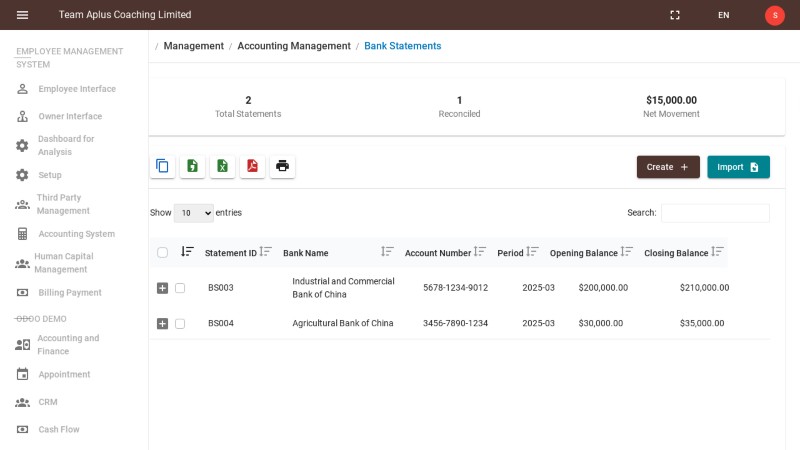 Team Aplus Coaching Limited
EN
S
EMPLOYEE MANAGEMENT
SYSTEM
Employee Interface
Owner Interface
Dashboard for
Analysis
Setup
Third Party
Management
Accounting System
Human Capital
Management
Billing Payment
ODOO DEMO
Accounting and
Finance
Appointment
CRM
Cash Flow
/ Management / Accounting Management / Bank Statements
2
Total Statements
1
Reconciled
$15,000.00
Net Movement
Create +
Import
Show 10 entries
Search:
Statement ID Bank Name Account Number Period Opening Balance Closing Balance
BS003 Industrial and Commercial Bank of China 5678-1234-9012 2025-03 $200,000.00 $210,000.00
BS004 Agricultural Bank of China 3456-7890-1234 2025-03 $30,000.00 $35,000.00